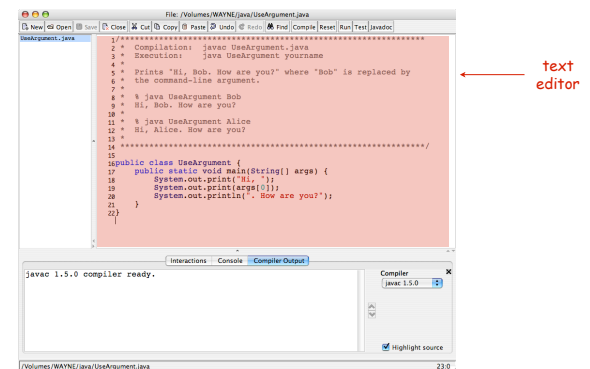 File: /Volumes/WAYNE/java/UseArgument.java
New Open Save Close Cut Copy Paste Undo Redo Find Compile Reset Run Test Javadoc
UseArgument.java
1/******************************************************************
2 *  Compilation:  javac UseArgument.java
3 *  Execution:    java UseArgument yourname
4 *
5 *  Prints "Hi, Bob. How are you?" where "Bob" is replaced by
6 *  the command-line argument.
7 *
8 *  % java UseArgument Bob
9 *  Hi, Bob. How are you?
10 *
11 *  % java UseArgument Alice
12 *  Hi, Alice. How are you?
13 *
14 ******************************************************************/
15
16public class UseArgument {
17    public static void main(String[] args) {
18        System.out.print("Hi, ");
19        System.out.print(args[0]);
20        System.out.println(". How are you?");
21    }
22}
text
editor
Interactions Console Compiler Output
javac 1.5.0 compiler ready.
Compiler
javac 1.5.0
Highlight source
/Volumes/WAYNE/java/UseArgument.java 23:0